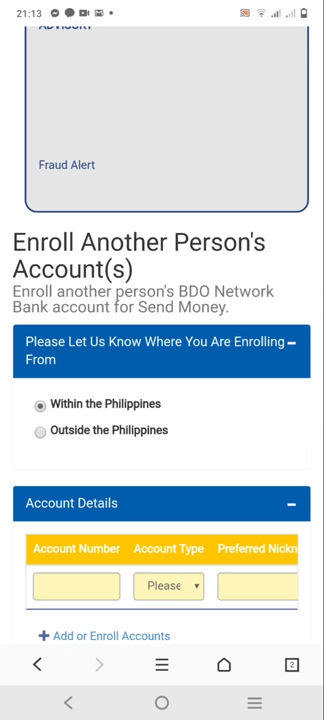 21:13
ADVISORY
Fraud Alert
Enroll Another Person's
Account(s)
Enroll another person's BDO Network
Bank account for Send Money.
Please Let Us Know Where You Are Enrolling
From
Within the Philippines
Outside the Philippines
Account Details
Account Number Account Type Preferred Nickn
Please
+ Add or Enroll Accounts
2